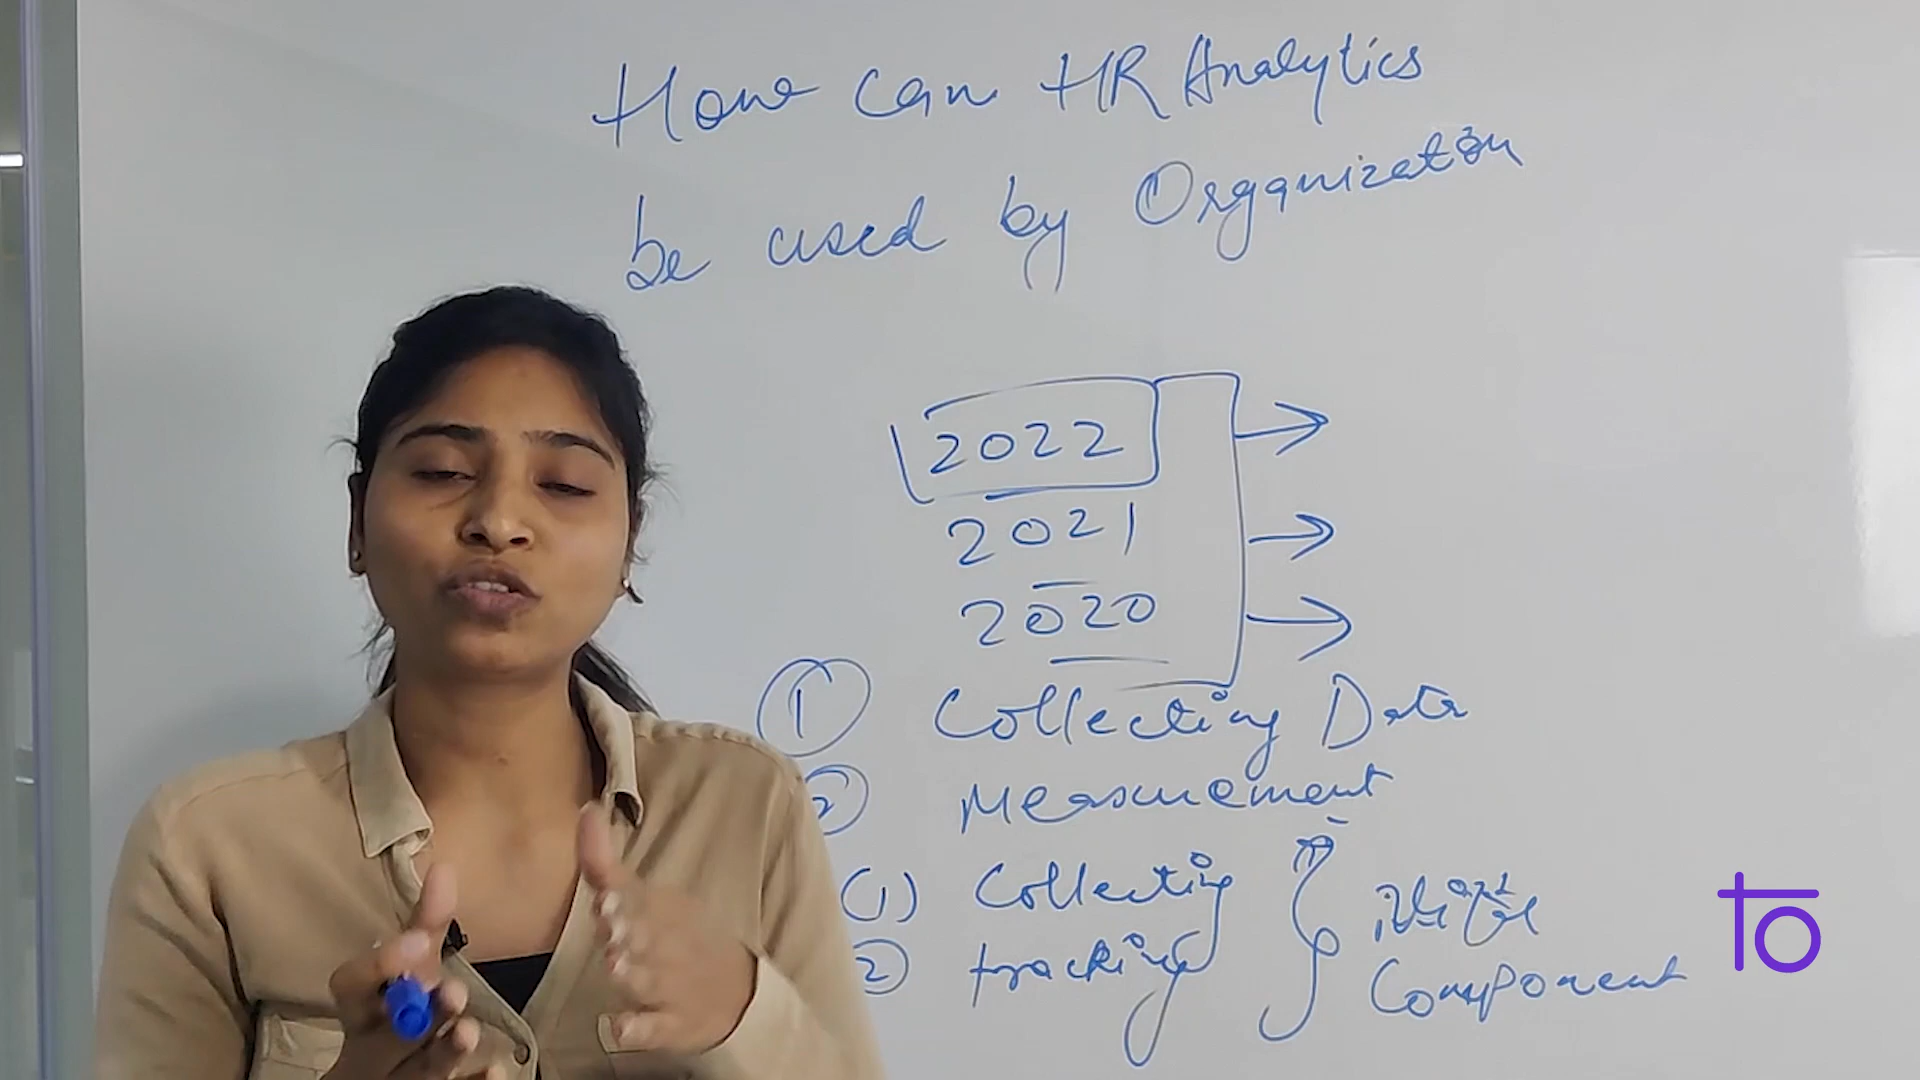 How can HR Analytics
be used by Organization
2022
2021
2020
① Collecting Data
② Measurement
(1) Collecting
② tracking
Component
to